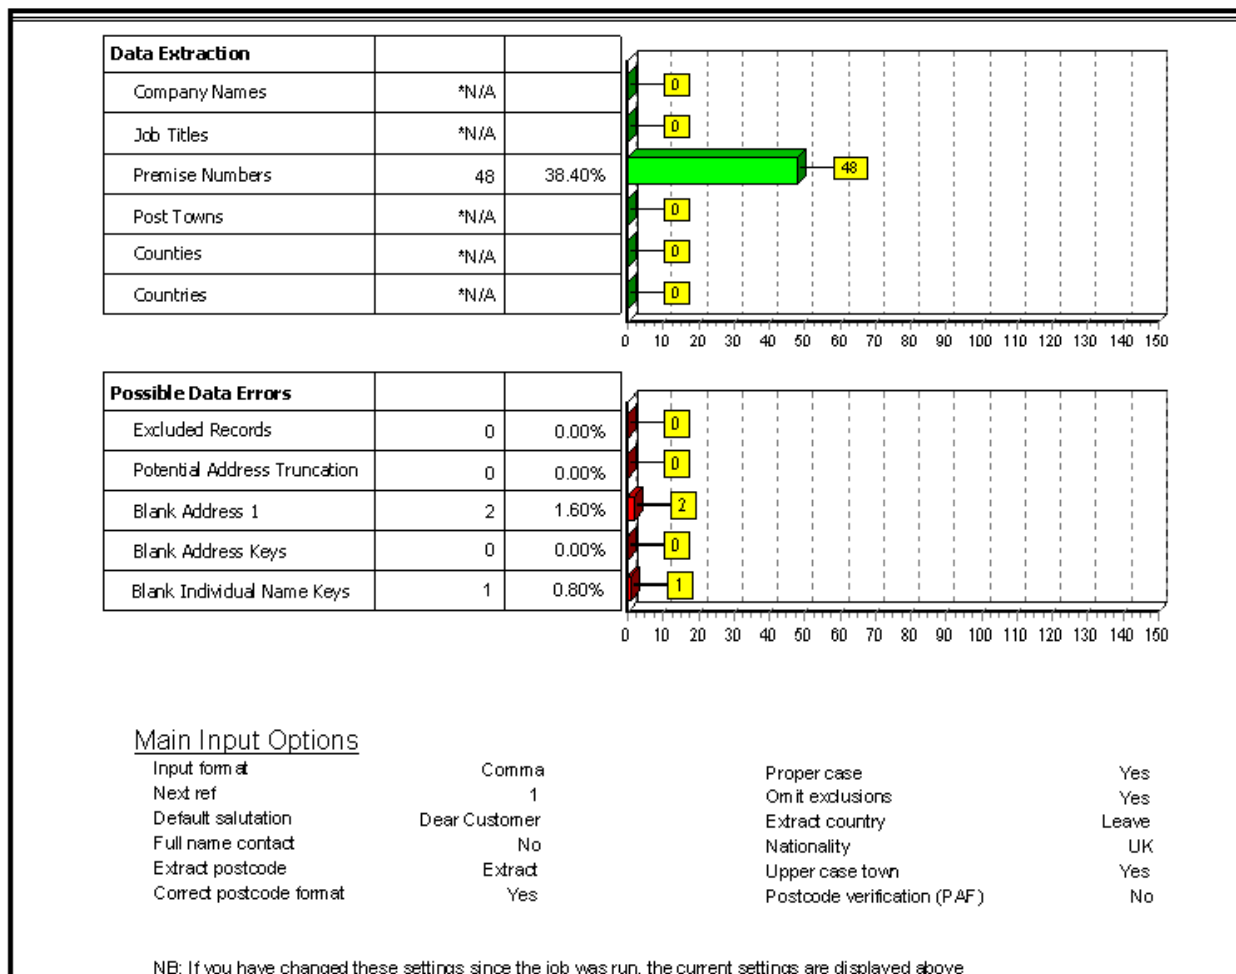 Data Extraction
Company Names *N/A 0
Job Titles *N/A 0
Premise Numbers 48 38.40% 48
Post Towns *N/A 0
Counties *N/A 0
Countries *N/A 0
0 10 20 30 40 50 60 70 80 90 100 110 120 130 140 150
Possible Data Errors
Excluded Records 0 0.00% 0
Potential Address Truncation 0 0.00% 0
Blank Address 1 2 1.60% 2
Blank Address Keys 0 0.00% 0
Blank Individual Name Keys 1 0.80% 1
0 10 20 30 40 50 60 70 80 90 100 110 120 130 140 150
Main Input Options
Input format Comma Proper case Yes
Next ref 1 Omit exclusions Yes
Default salutation Dear Customer Extract country Leave
Full name contact No Nationality UK
Extract postcode Extract Upper case town Yes
Correct postcode format Yes Postcode verification (PAF) No
NB: If you have changed these settings since the job was run, the current settings are displayed above